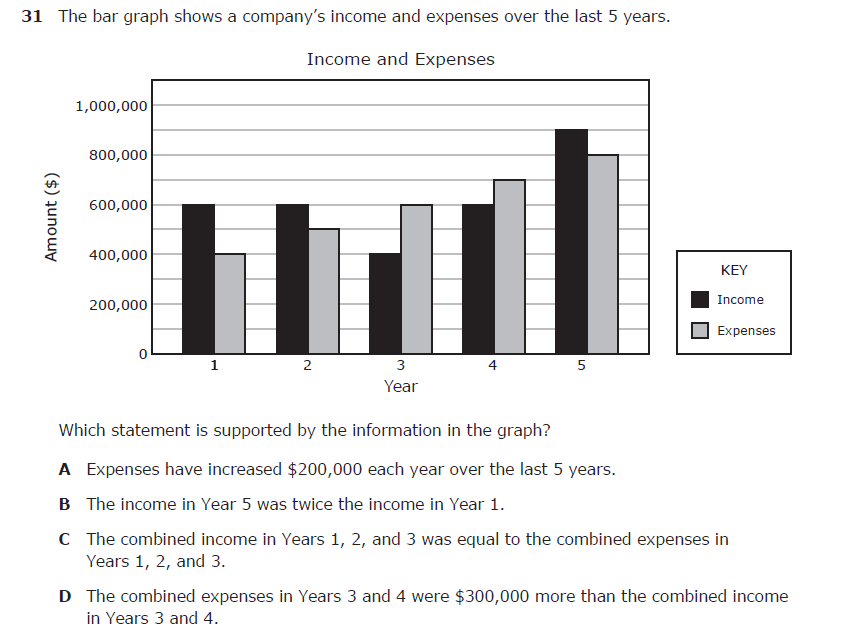 31 The bar graph shows a company's income and expenses over the last 5 years.
Income and Expenses
1,000,000
800,000
600,000
400,000
200,000
0
Amount ($)
1 2 3 4 5
Year
KEY
Income
Expenses
Which statement is supported by the information in the graph?
A Expenses have increased $200,000 each year over the last 5 years.
B The income in Year 5 was twice the income in Year 1.
C The combined income in Years 1, 2, and 3 was equal to the combined expenses in
Years 1, 2, and 3.
D The combined expenses in Years 3 and 4 were $300,000 more than the combined income
in Years 3 and 4.